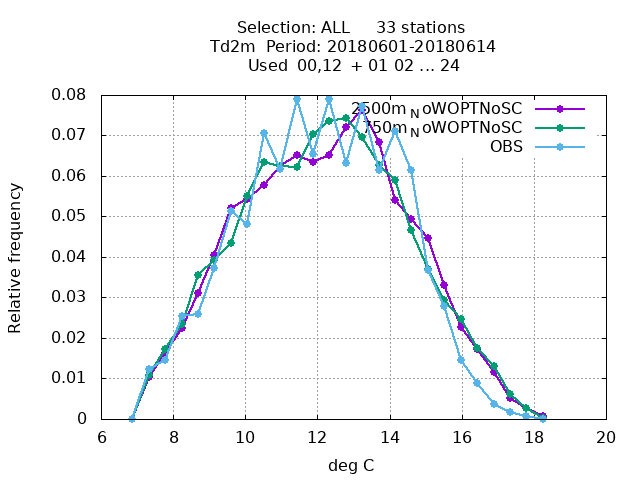 Selection: ALL 33 stations
Td2m Period: 20180601-20180614
Used 00,12 + 01 02 ... 24
2500m_NoWOPTNoSC
750m_NoWOPTNoSC
OBS
0.08
0.07
0.06
0.05
0.04
0.03
0.02
0.01
0
Relative frequency
6 8 10 12 14 16 18 20
deg C